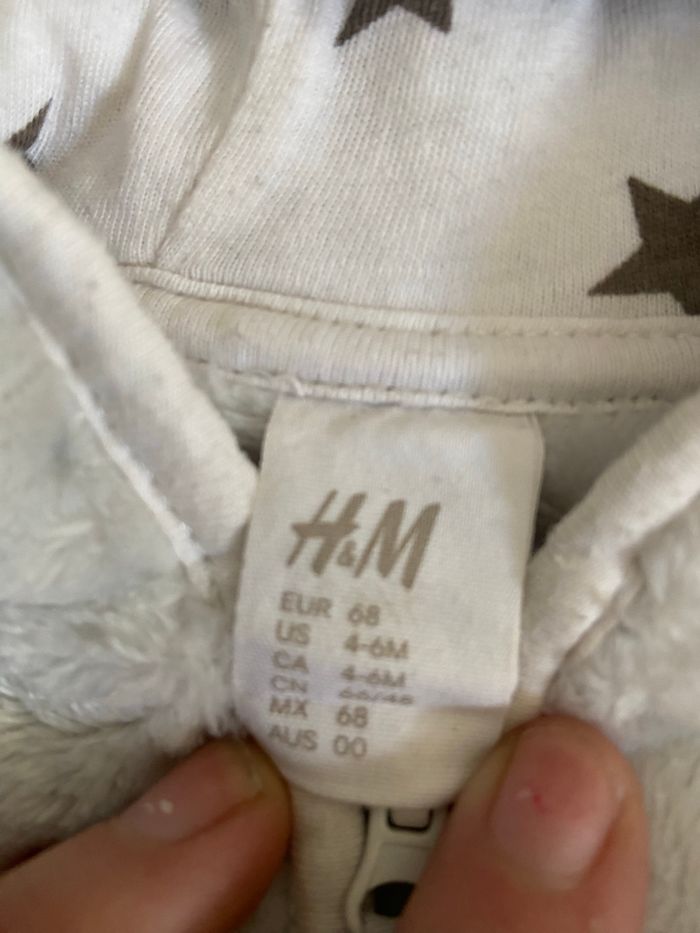 H&M
EUR 68
US 4-6M
CA 4-6M
CN
MX 68
AUS 00